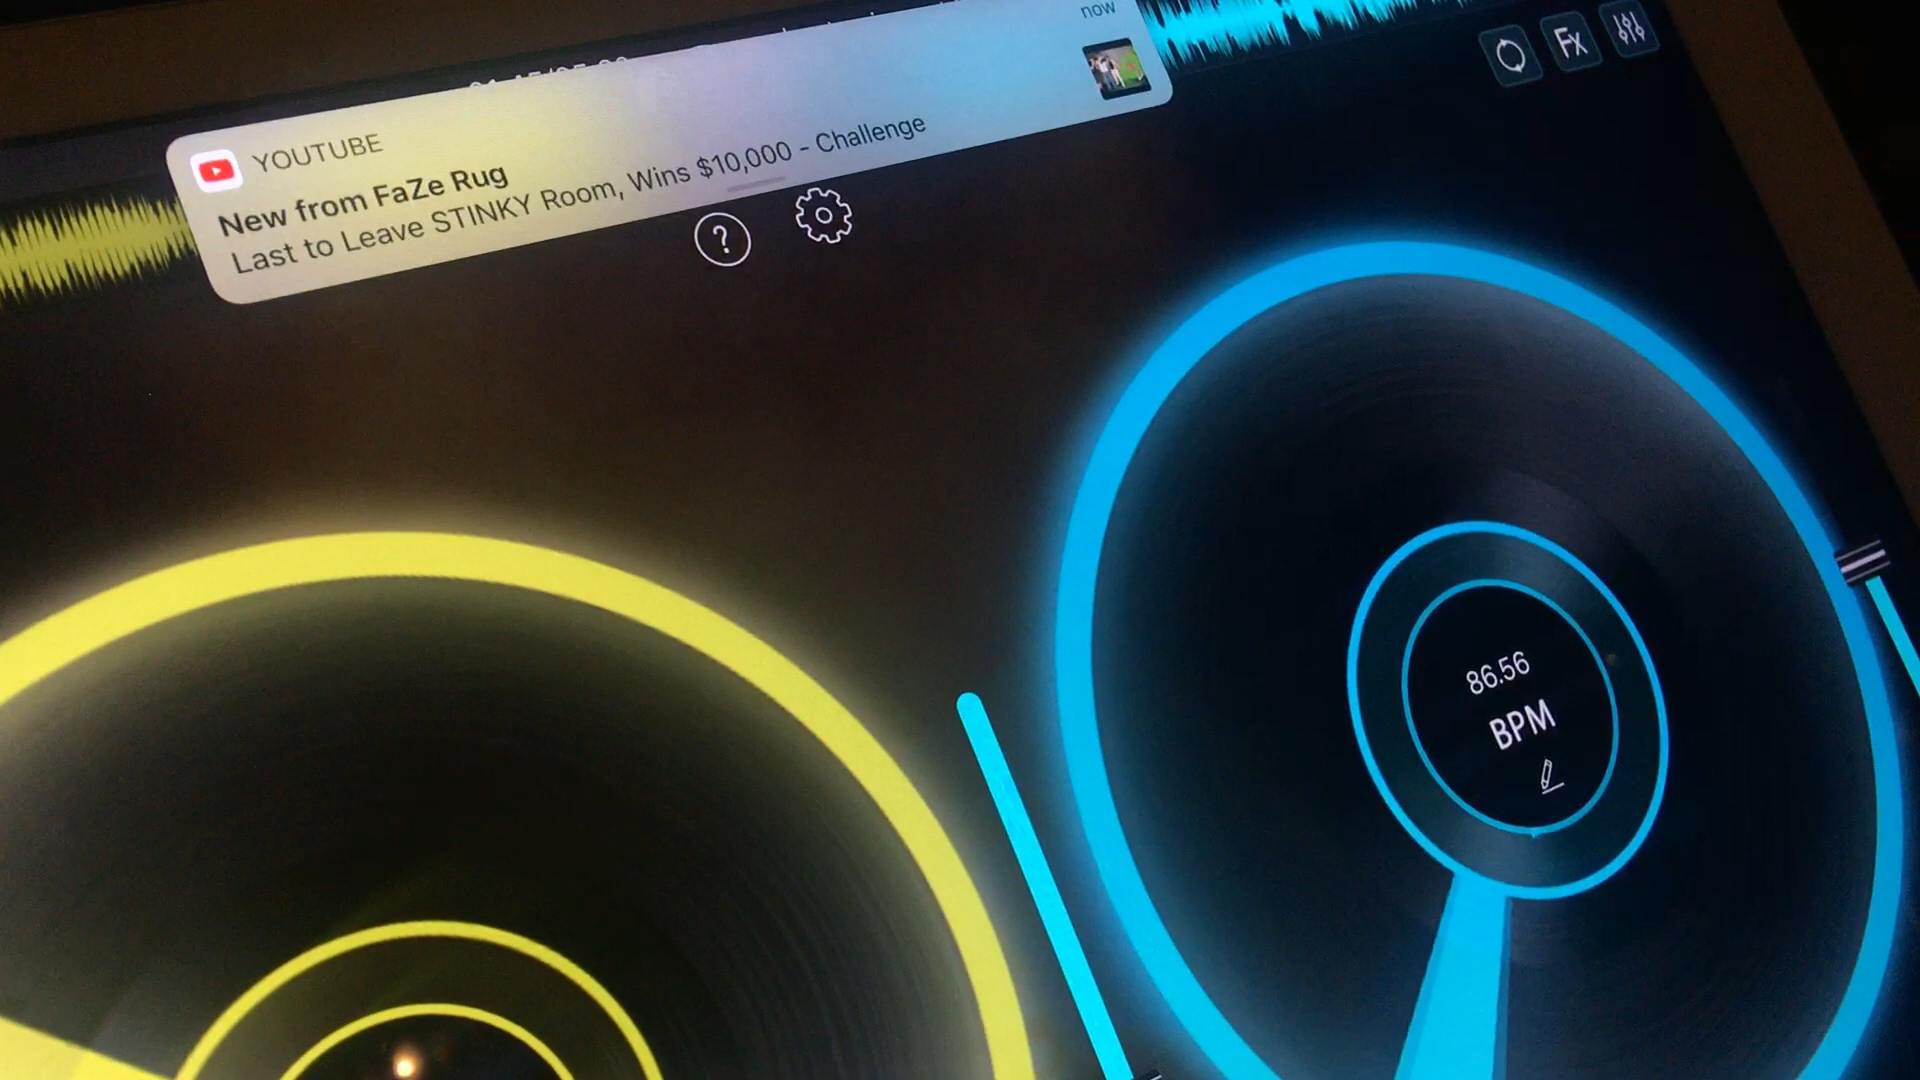 now
YOUTUBE
New from FaZe Rug
Last to Leave STINKY Room, Wins $10,000 - Challenge
?
Fx
86.56
BPM